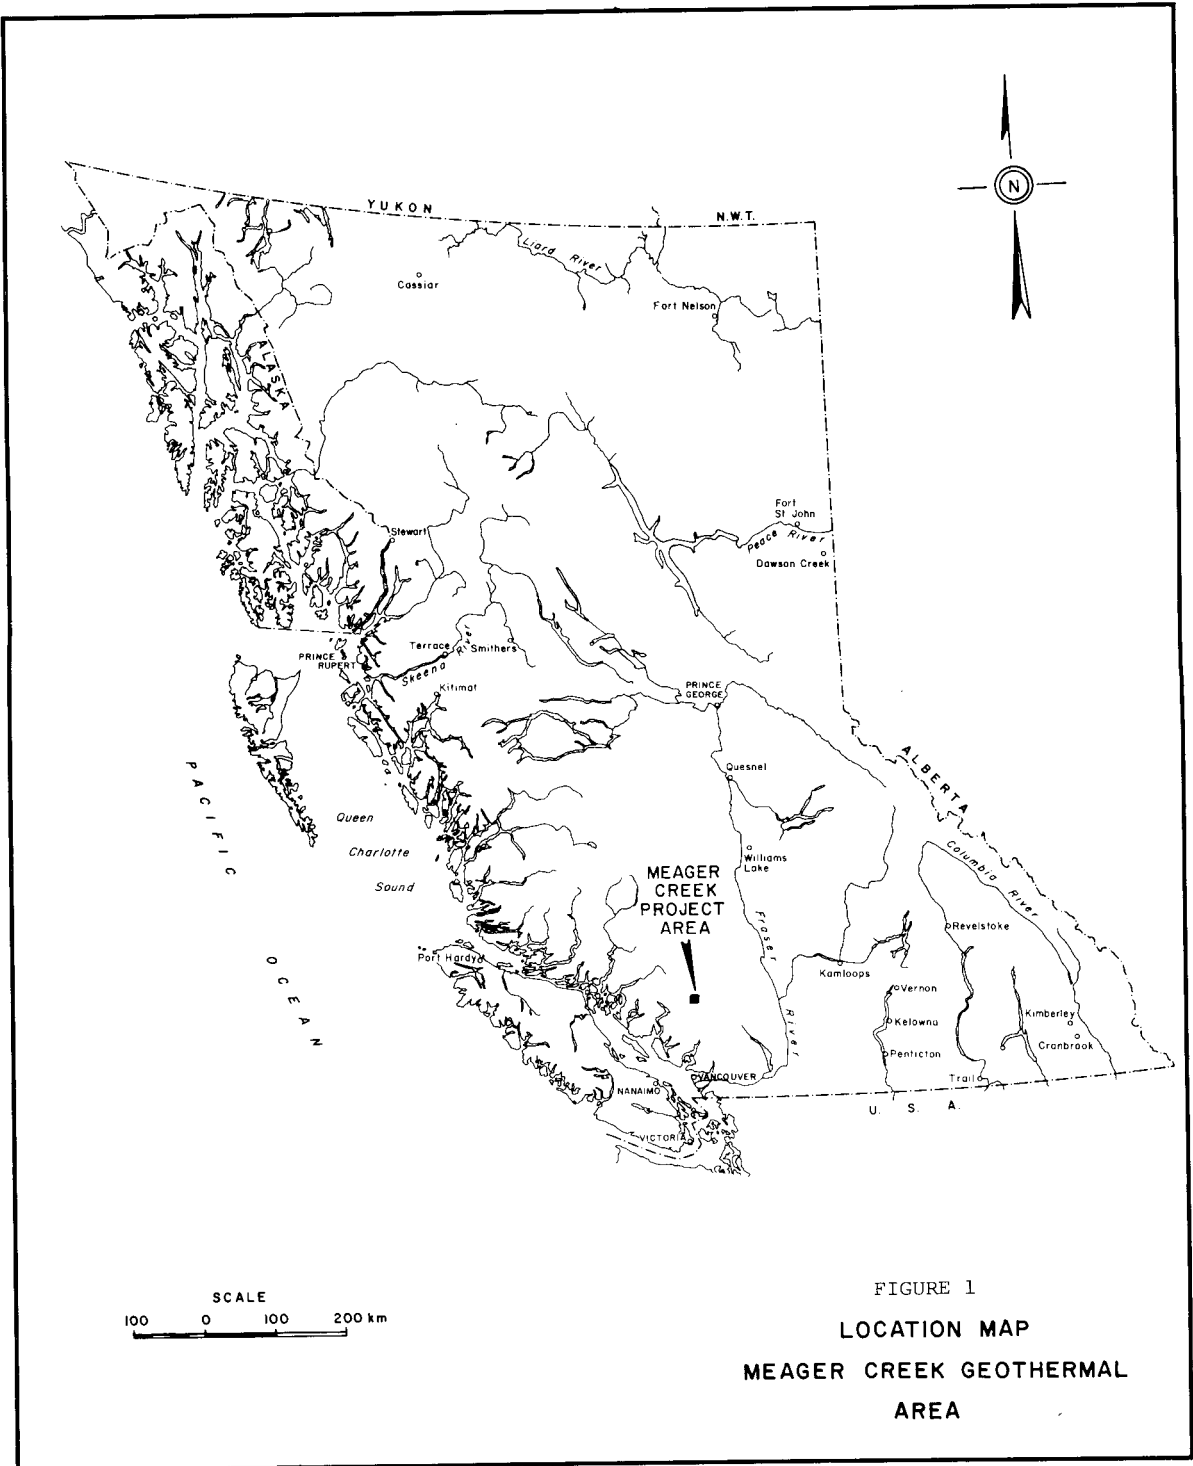 N
YUKON
N.W.T.
Liard River
Cassiar
Fort Nelson
ALASKA
Fort
St John
Peace River
Dawson Creek
Stewart
Terrace
Smithers
Skeena River
PRINCE
RUPERT
Kitimat
PRINCE
GEORGE
Quesnel
ALBERTA
PACIFIC
OCEAN
Queen
Charlotte
Sound
Williams
Lake
MEAGER
CREEK
PROJECT
AREA
Fraser
River
Columbia River
Revelstoke
Port Hardy
Kamloops
Vernon
Kelowna
Kimberley
Cranbrook
Penticton
Trail
VANCOUVER
NANAIMO
VICTORIA
U. S. A.
SCALE
100 0 100 200 km
FIGURE 1
LOCATION MAP
MEAGER CREEK GEOTHERMAL
AREA